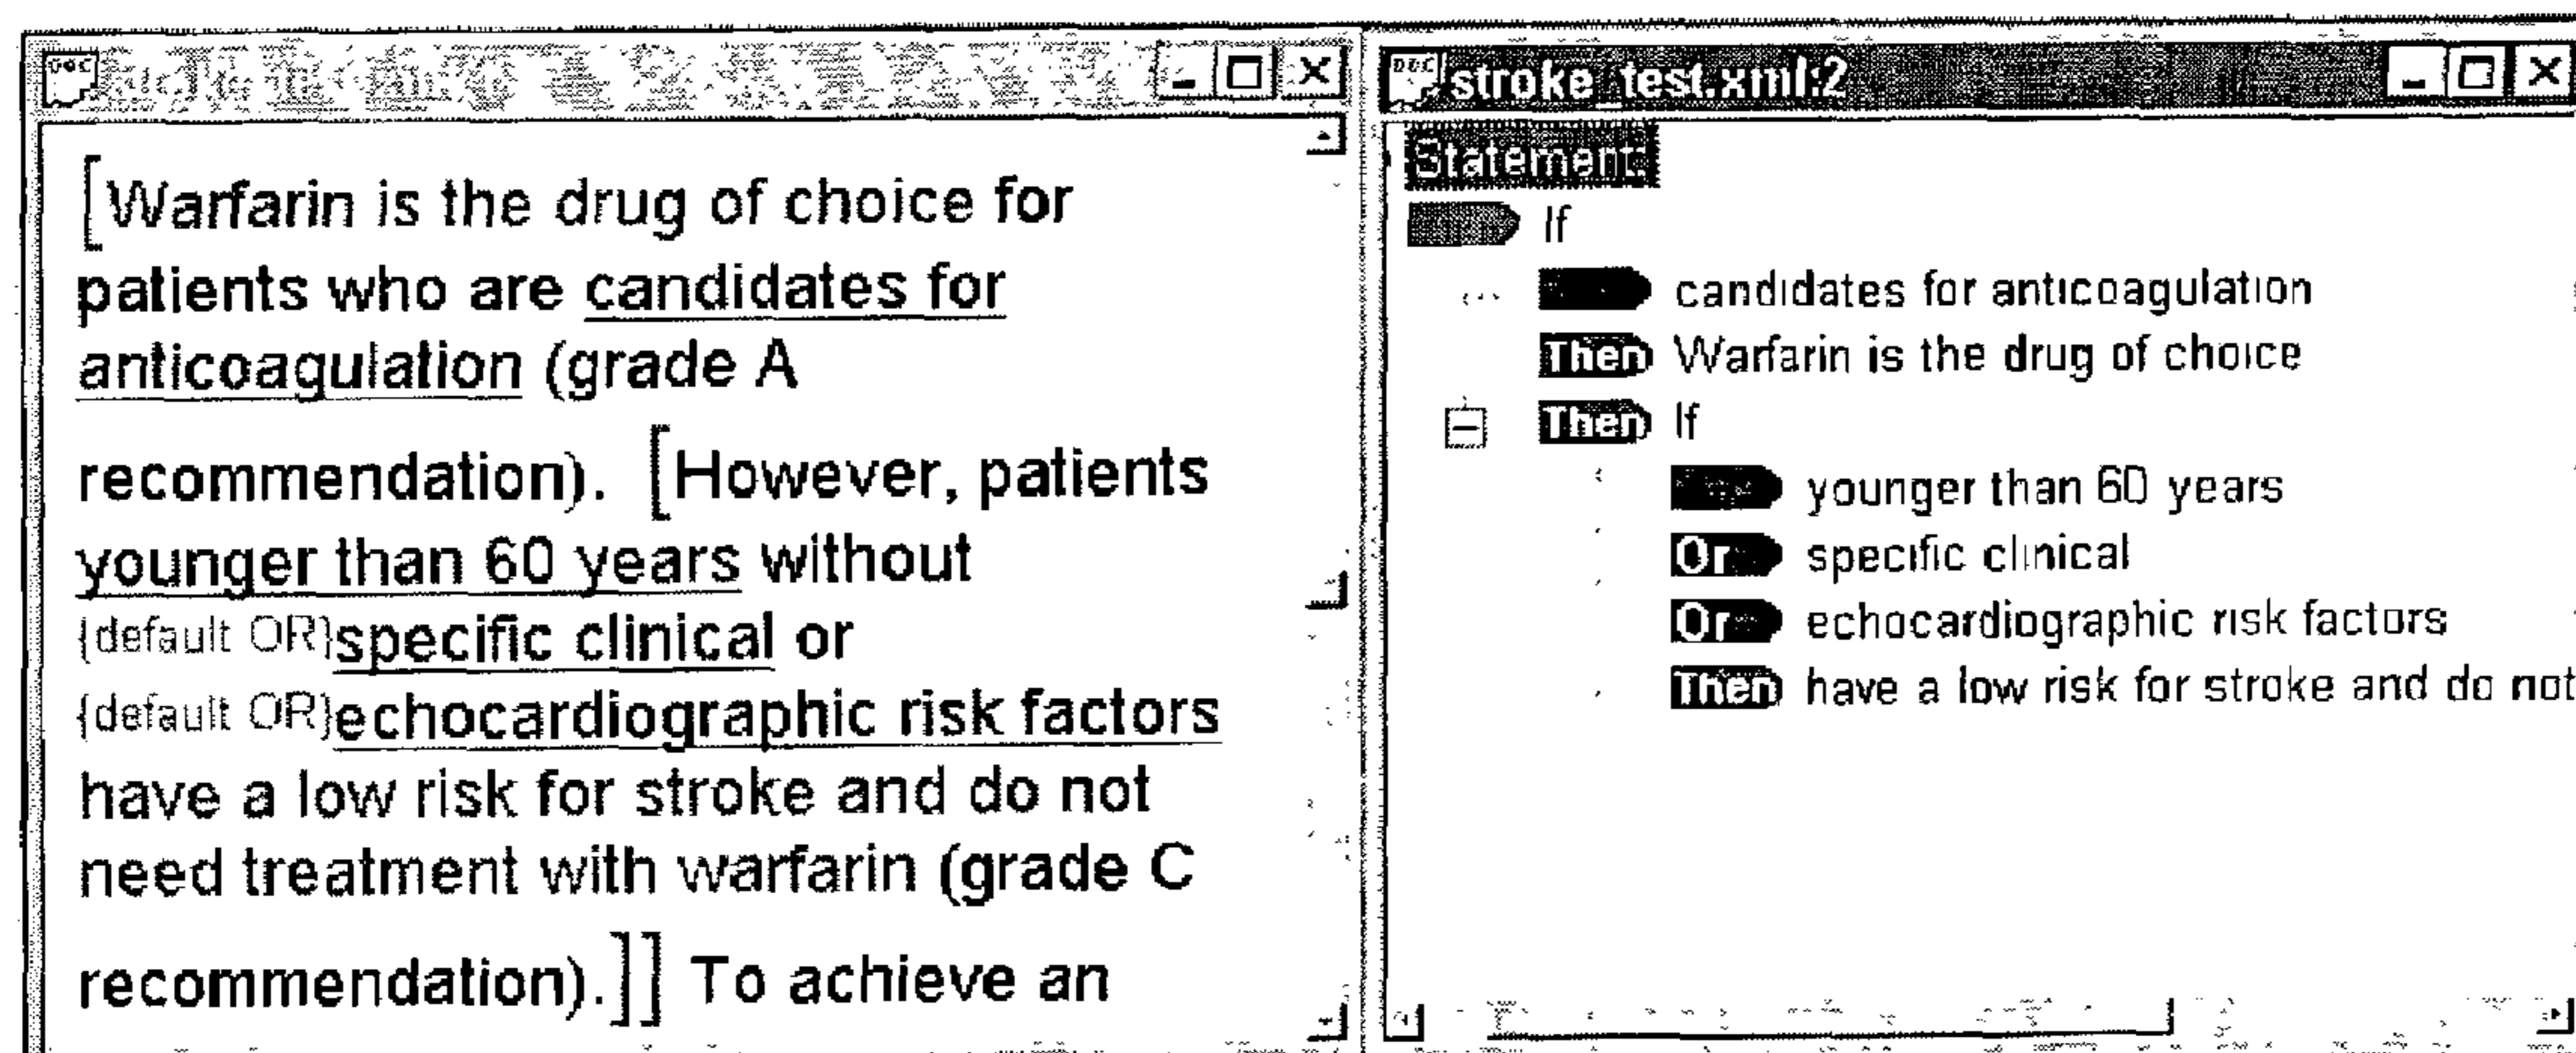 [Warfarin is the drug of choice for
patients who are candidates for
anticoagulation (grade A
recommendation). [However, patients
younger than 60 years without
{default OR}specific clinical or
{default OR}echocardiographic risk factors
have a low risk for stroke and do not
need treatment with warfarin (grade C
recommendation).]] To achieve an
stroke_test.xml:2
Statement
If
candidates for anticoagulation
Then Warfarin is the drug of choice
Then If
younger than 60 years
Or specific clinical
Or echocardiographic risk factors
Then have a low risk for stroke and do not